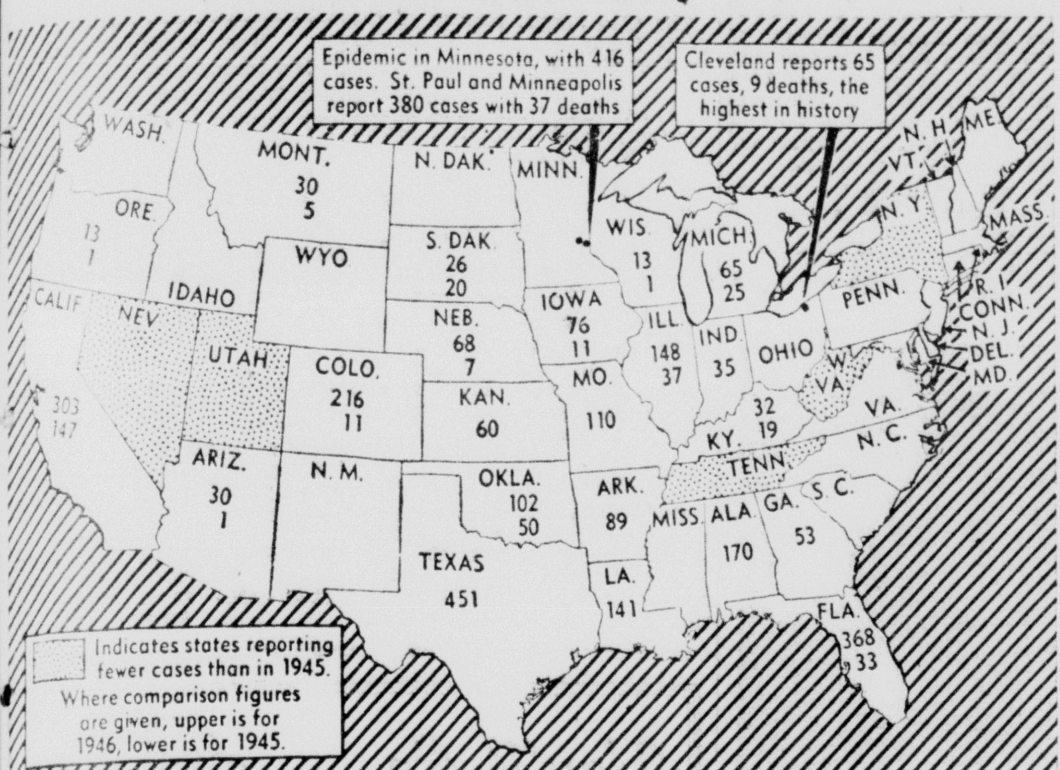 Epidemic in Minnesota, with 416
cases. St. Paul and Minneapolis
report 380 cases with 37 deaths
Cleveland reports 65
cases, 9 deaths, the
highest in history
WASH.
MONT.
30
5
N. DAK.
MINN.
N. H.
ME.
VT.
ORE.
13
1
IDAHO
WYO
S. DAK.
26
20
WIS.
13
1
MICH.
65
25
N. Y.
MASS.
R. I.
CONN.
N. J.
DEL.
MD.
PENN.
CALIF
303
147
NEV
UTAH
COLO.
216
11
NEB.
68
7
IOWA
76
11
ILL.
148
37
IND.
35
OHIO
W.
VA.
VA.
KAN.
60
MO.
110
KY.
32
19
N. C.
TENN.
ARIZ.
30
1
N. M.
OKLA.
102
50
ARK.
89
MISS.
ALA.
170
GA.
53
S. C.
TEXAS
451
LA.
141
FLA.
368
33
Indicates states reporting
fewer cases than in 1945.
Where comparison figures
are given, upper is for
1946, lower is for 1945.